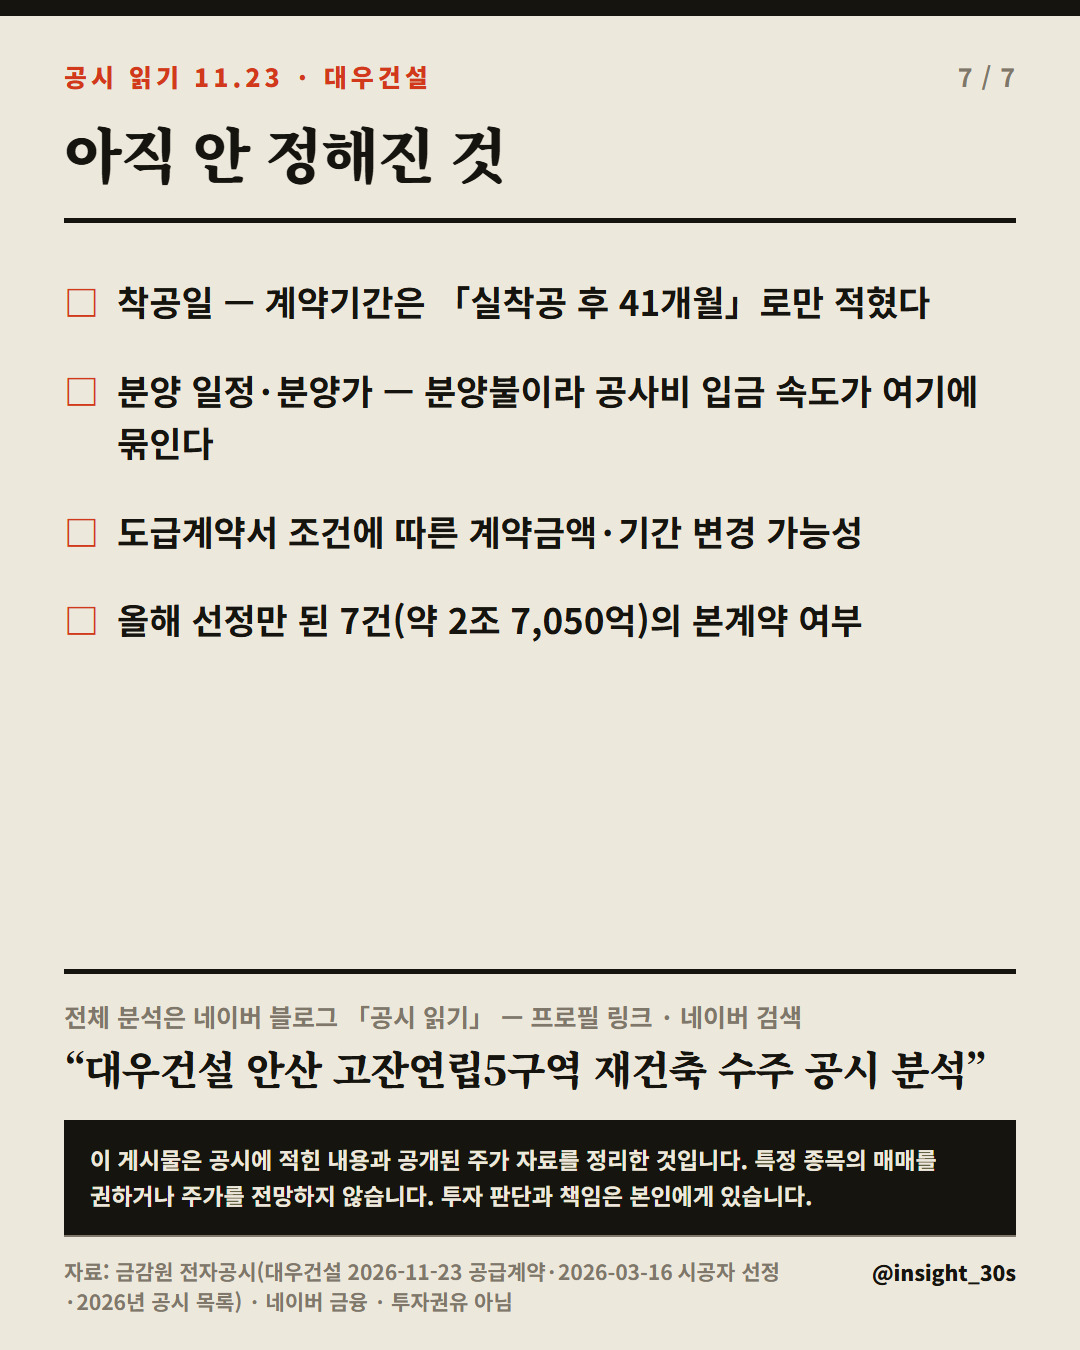 공시 읽기 11.23 · 대우건설
7 / 7
아직 안 정해진 것
□ 착공일 — 계약기간은 「실착공 후 41개월」로만 적혔다
□ 분양 일정·분양가 — 분양불이라 공사비 입금 속도가 여기에
묶인다
□ 도급계약서 조건에 따른 계약금액·기간 변경 가능성
□ 올해 선정만 된 7건(약 2조 7,050억)의 본계약 여부
전체 분석은 네이버 블로그 「공시 읽기」 — 프로필 링크 · 네이버 검색
“대우건설 안산 고잔연립5구역 재건축 수주 공시 분석”
이 게시물은 공시에 적힌 내용과 공개된 주가 자료를 정리한 것입니다. 특정 종목의 매매를
권하거나 주가를 전망하지 않습니다. 투자 판단과 책임은 본인에게 있습니다.
자료: 금감원 전자공시(대우건설 2026-11-23 공급계약·2026-03-16 시공자 선정
·2026년 공시 목록) · 네이버 금융 · 투자권유 아님
@insight_30s